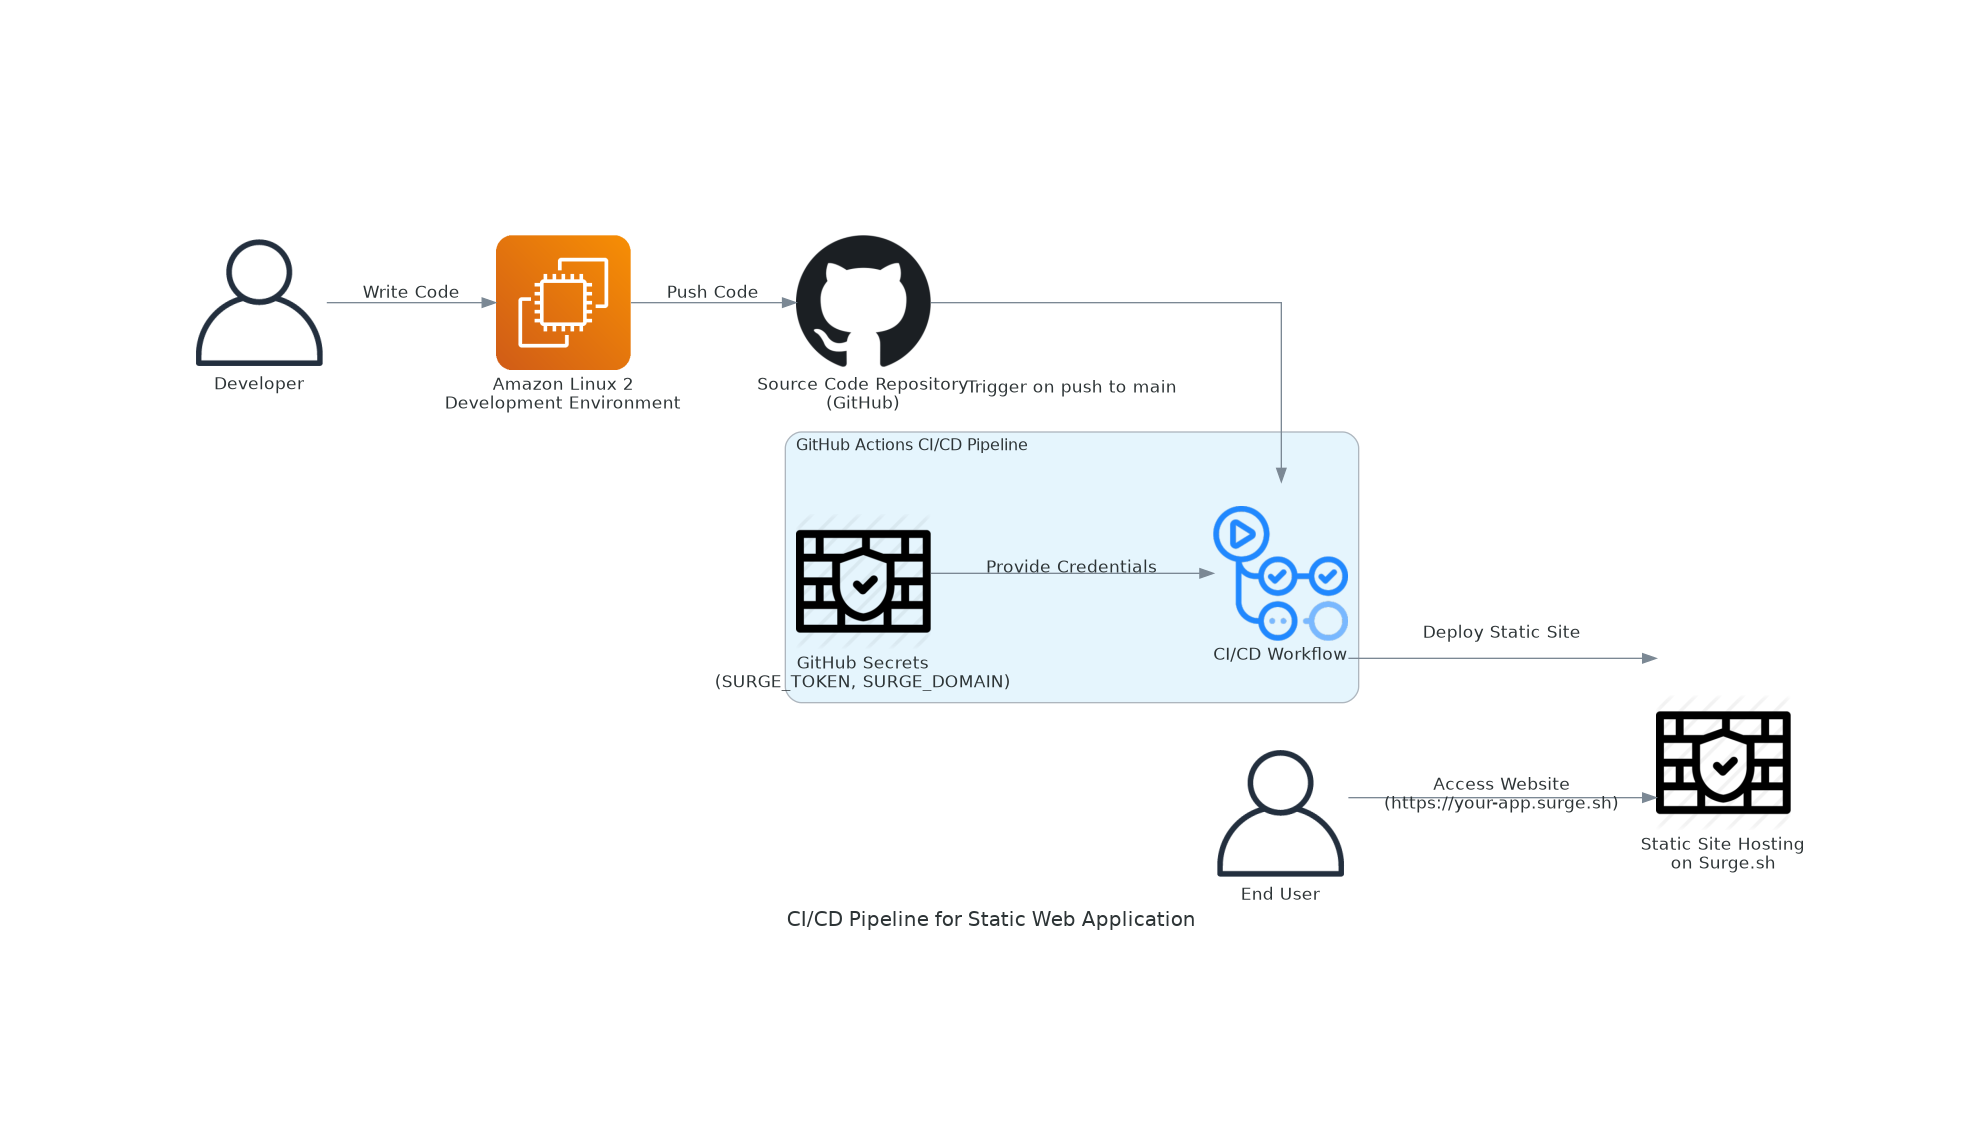 Write Code
Push Code
Developer
Amazon Linux 2
Development Environment
Source Code Repository
(GitHub)
Trigger on push to main
GitHub Actions CI/CD Pipeline
Provide Credentials
GitHub Secrets
(SURGE_TOKEN, SURGE_DOMAIN)
CI/CD Workflow
Deploy Static Site
Access Website
(https://your-app.surge.sh)
Static Site Hosting
on Surge.sh
End User
CI/CD Pipeline for Static Web Application